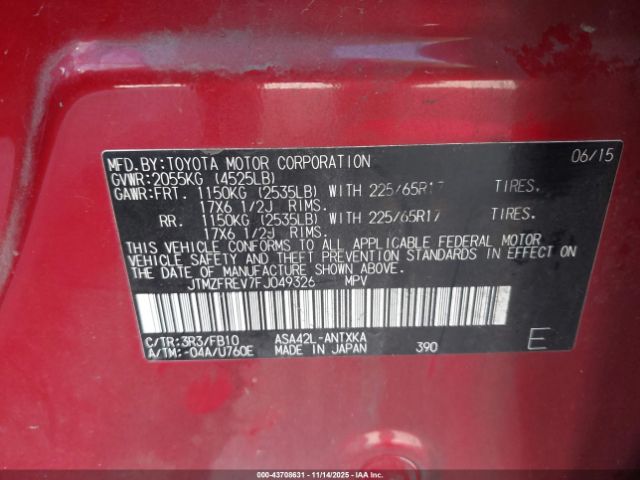 MFD.BY:TOYOTA MOTOR CORPORATION 06/15
GVWR:2055KG (4525LB)
GAWR:FRT. 1150KG (2535LB) WITH 225/65R17 TIRES.
17X6 1/2J RIMS.
RR. 1150KG (2535LB) WITH 225/65R17 TIRES.
17X6 1/2J RIMS.
THIS VEHICLE CONFORMS TO ALL APPLICABLE FEDERAL MOTOR
VEHICLE SAFETY AND THEFT PREVENTION STANDARDS IN EFFECT ON
THE DATE OF MANUFACTURE SHOWN ABOVE.
JTMZFREV7FJ049326 MPV
C/TR:3R3/FB10 ASA42L-ANTXKA
A/TM:-04A/U760E MADE IN JAPAN 390 E
000-43708631 - 11/14/2025 - IAA